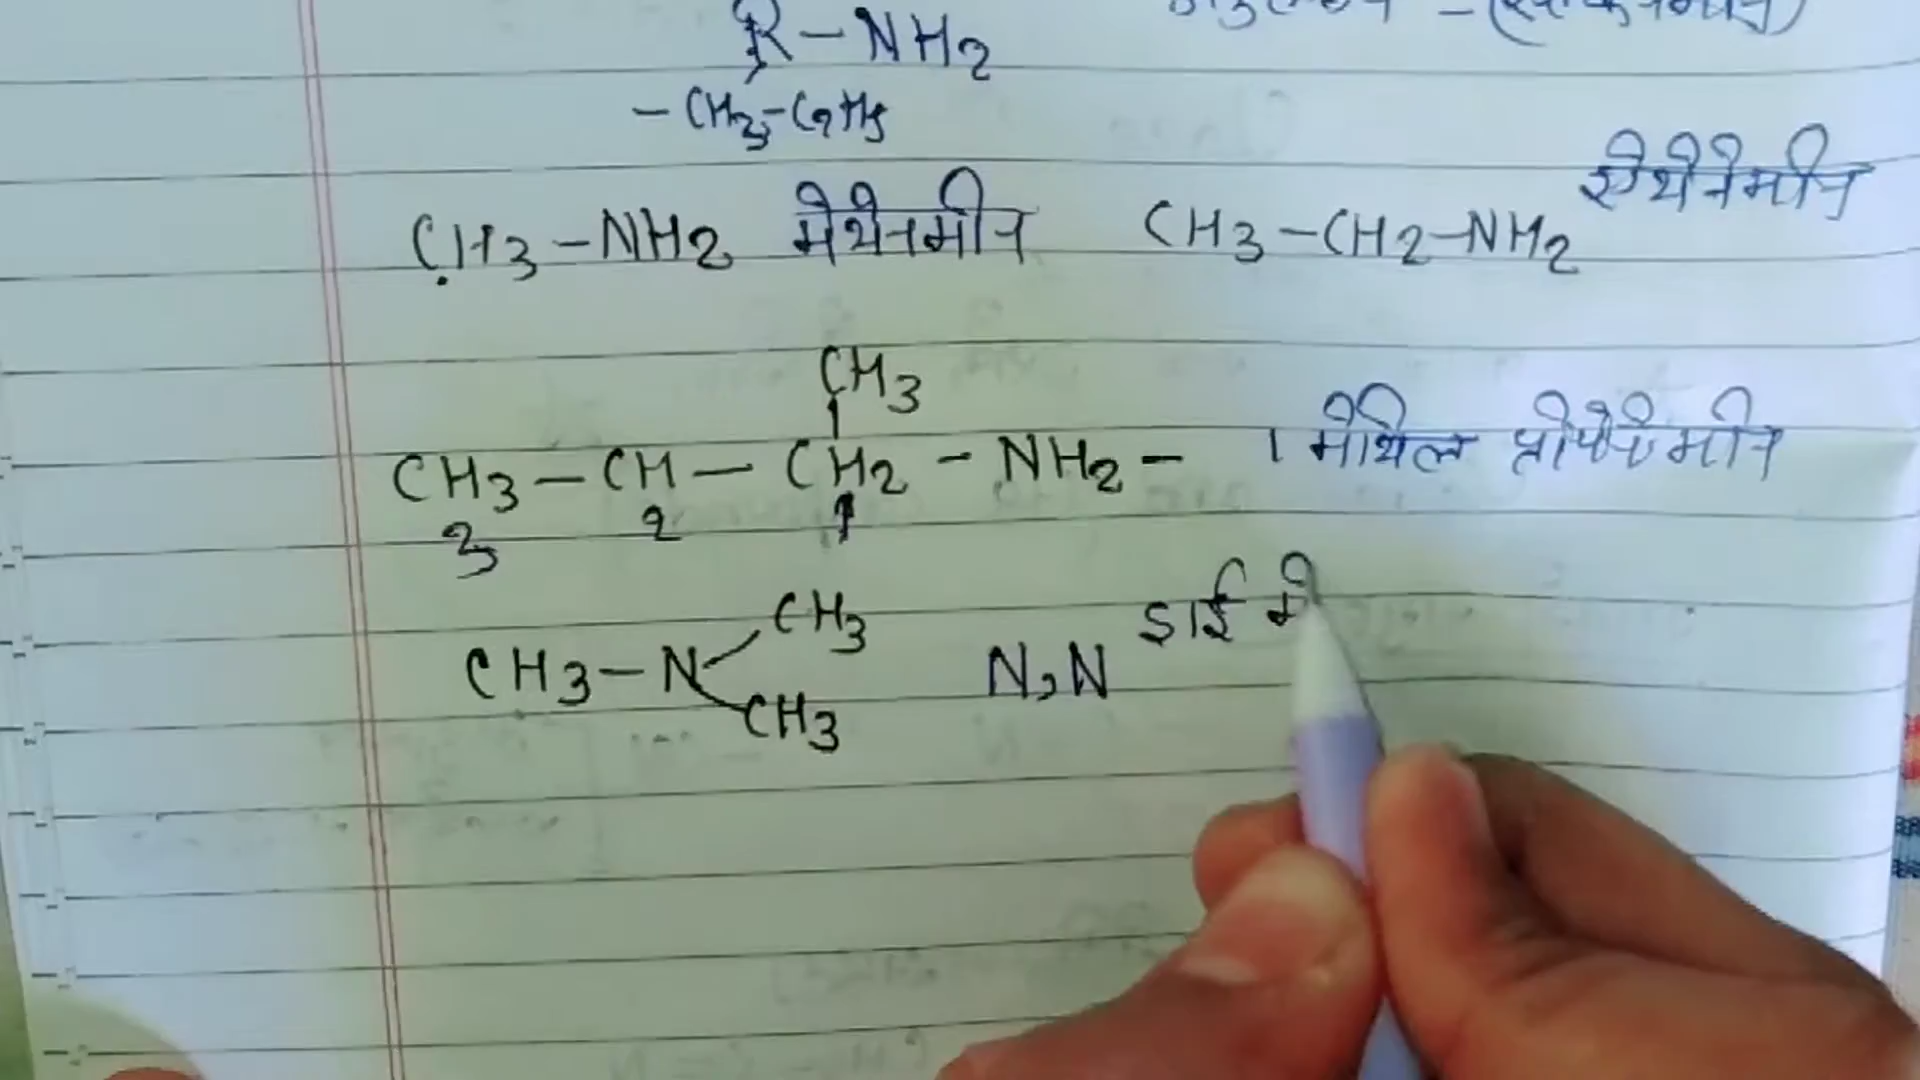 R-NH2
-CH3,-C2H5
CH3-NH2 मेथेनमीन CH3-CH2-NH2 ऐथेनेमीन
CH3
CH3-CH-CH2-NH2- 1 मेथिल प्रोपेनेमीन
3 2 1
CH3-N CH3 N,N डाई मे
CH3